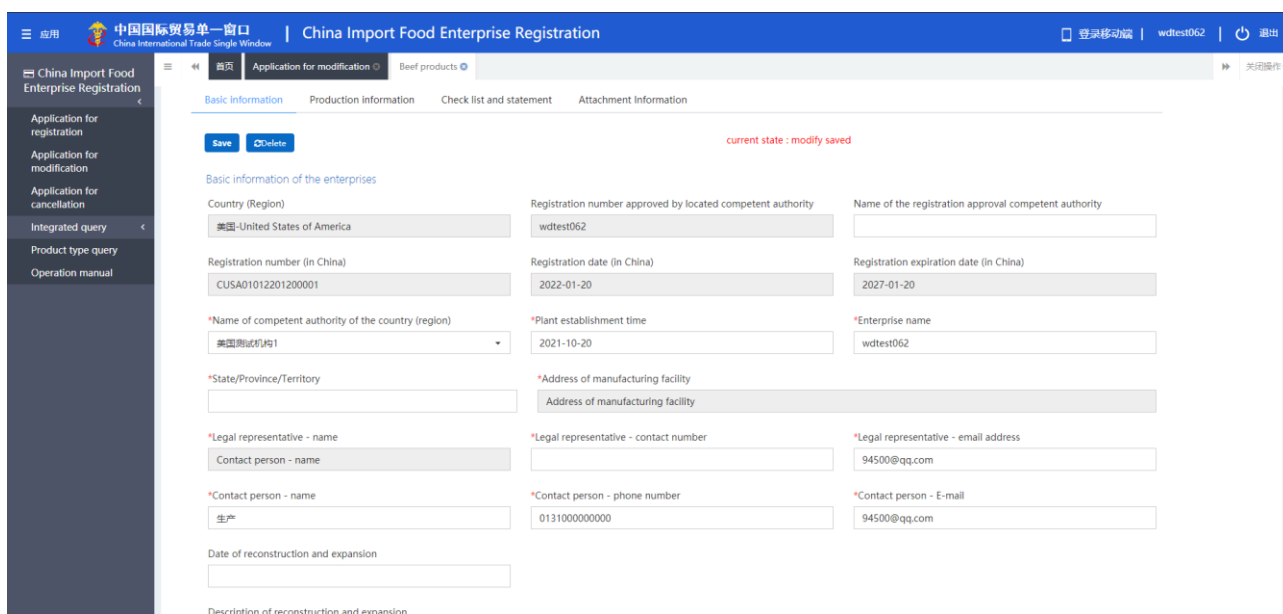 应用
中国国际贸易单一窗口
China International Trade Single Window
China Import Food Enterprise Registration
登录移动端
wdtest062
退出
China Import Food
Enterprise Registration
首页
Application for modification
Beef products
关闭操作
Application for
registration
Application for
modification
Application for
cancellation
Integrated query
Product type query
Operation manual
Basic information
Production information
Check list and statement
Attachment Information
Save
Delete
current state : modify saved
Basic information of the enterprises
Country (Region)
Registration number approved by located competent authority
Name of the registration approval competent authority
美国-United States of America
wdtest062
Registration number (in China)
Registration date (in China)
Registration expiration date (in China)
CUSA01012201200001
2022-01-20
2027-01-20
*Name of competent authority of the country (region)
*Plant establishment time
*Enterprise name
美国测试机构1
2021-10-20
wdtest062
*State/Province/Territory
*Address of manufacturing facility
Address of manufacturing facility
*Legal representative - name
*Legal representative - contact number
*Legal representative - email address
Contact person - name
94500@qq.com
*Contact person - name
*Contact person - phone number
*Contact person - E-mail
生产
0131000000000
94500@qq.com
Date of reconstruction and expansion
Description of reconstruction and expansion